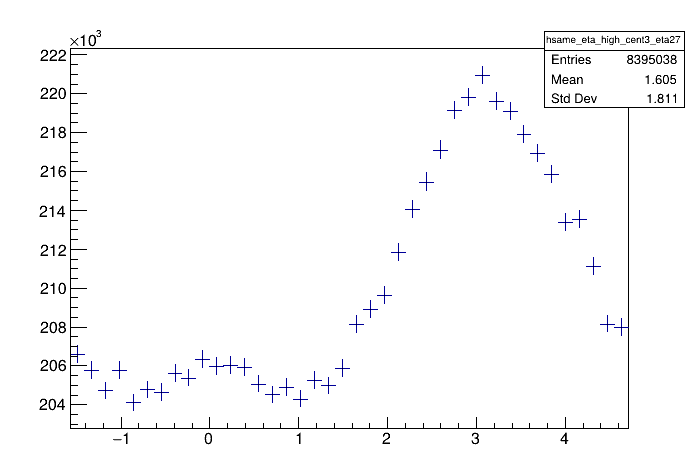 ×10³
hsame_eta_high_cent3_eta27
Entries 8395038
Mean 1.605
Std Dev 1.811
222
220
218
216
214
212
210
208
206
204
−1 0 1 2 3 4